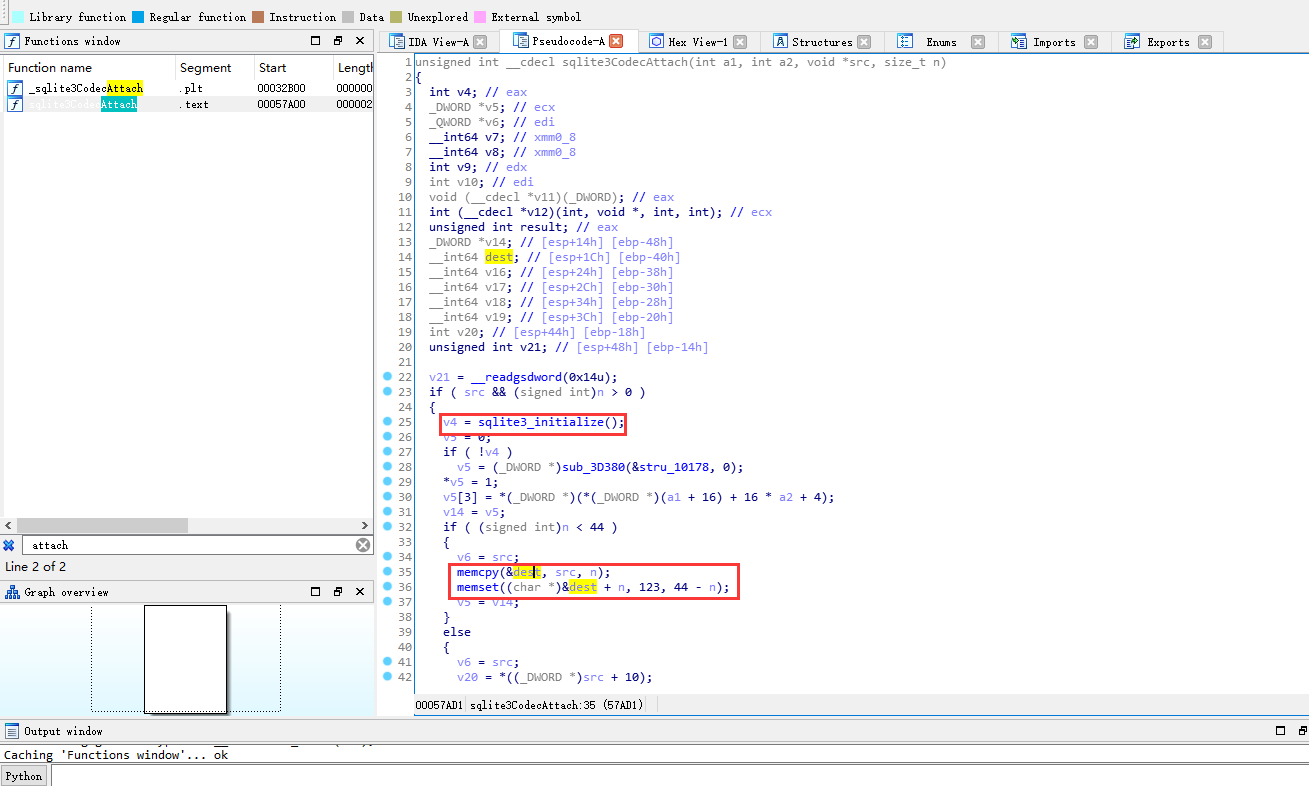 Library function Regular function Instruction Data Unexplored External symbol
Functions window
Function name Segment Start Length
f _sqlite3CodecAttach .plt 00032B00 000000
f sqlite3CodecAttach .text 00057A00 000002
attach
Line 2 of 2
Graph overview
IDA View-A Pseudocode-A Hex View-1 Structures Enums Imports Exports
1 unsigned int __cdecl sqlite3CodecAttach(int a1, int a2, void *src, size_t n)
2 {
3 int v4; // eax
4 _DWORD *v5; // ecx
5 _QWORD *v6; // edi
6 __int64 v7; // xmm0_8
7 __int64 v8; // xmm0_8
8 int v9; // edx
9 int v10; // edi
10 void (__cdecl *v11)(_DWORD); // eax
11 int (__cdecl *v12)(int, void *, int, int); // ecx
12 unsigned int result; // eax
13 _DWORD *v14; // [esp+14h] [ebp-48h]
14 __int64 dest; // [esp+1Ch] [ebp-40h]
15 __int64 v16; // [esp+24h] [ebp-38h]
16 __int64 v17; // [esp+2Ch] [ebp-30h]
17 __int64 v18; // [esp+34h] [ebp-28h]
18 __int64 v19; // [esp+3Ch] [ebp-20h]
19 int v20; // [esp+44h] [ebp-18h]
20 unsigned int v21; // [esp+48h] [ebp-14h]
21
22 v21 = __readgsdword(0x14u);
23 if ( src && (signed int)n > 0 )
24 {
25 v4 = sqlite3_initialize();
26 v5 = 0;
27 if ( !v4 )
28 v5 = (_DWORD *)sub_3D380(&stru_10178, 0);
29 *v5 = 1;
30 v5[3] = *(_DWORD *)(*(_DWORD *)(a1 + 16) + 16 * a2 + 4);
31 v14 = v5;
32 if ( (signed int)n < 44 )
33 {
34 v6 = src;
35 memcpy(&dest, src, n);
36 memset((char *)&dest + n, 123, 44 - n);
37 v5 = v14;
38 }
39 else
40 {
41 v6 = src;
42 v20 = *((_DWORD *)src + 10);
00057AD1 sqlite3CodecAttach:35 (57AD1)
Output window
Caching 'Functions window'... ok
Python